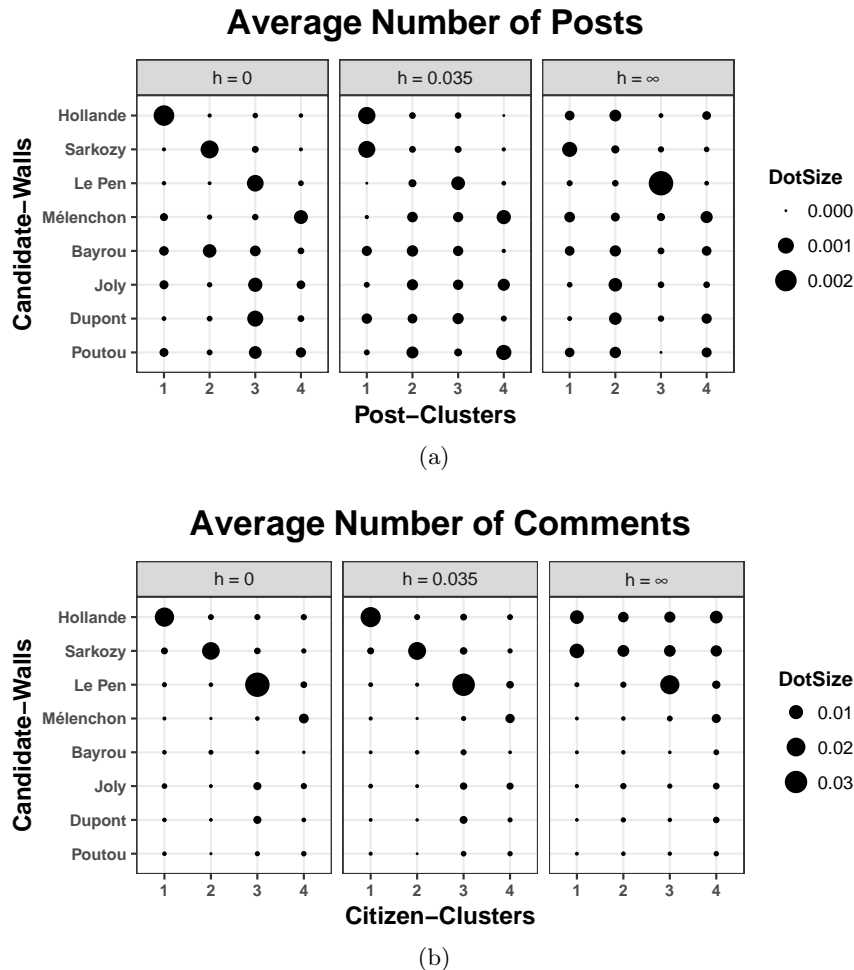 Average Number of Posts
h = 0 h = 0.035 h = ∞
Candidate−Walls
Hollande
Sarkozy
Le Pen
Mélenchon
Bayrou
Joly
Dupont
Poutou
1 2 3 4 1 2 3 4 1 2 3 4
Post−Clusters
DotSize
0.000
0.001
0.002
(a)
Average Number of Comments
h = 0 h = 0.035 h = ∞
Candidate−Walls
Hollande
Sarkozy
Le Pen
Mélenchon
Bayrou
Joly
Dupont
Poutou
1 2 3 4 1 2 3 4 1 2 3 4
Citizen−Clusters
DotSize
0.01
0.02
0.03
(b)